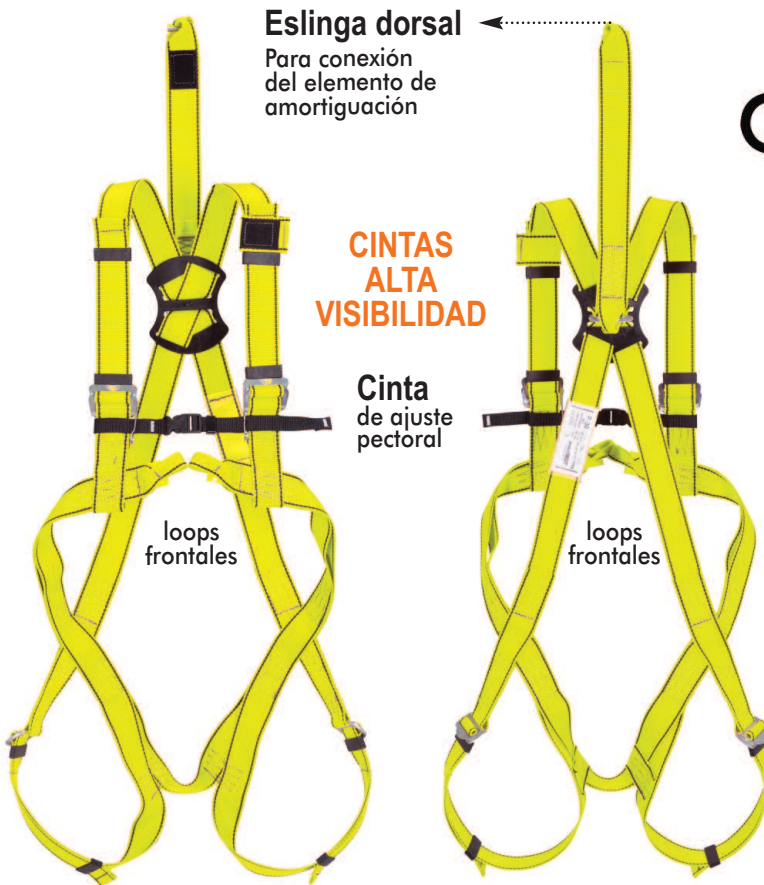 Eslinga dorsal
Para conexión
del elemento de
amortiguación
CINTAS
ALTA
VISIBILIDAD
Cinta
de ajuste
pectoral
loops
frontales
loops
frontales